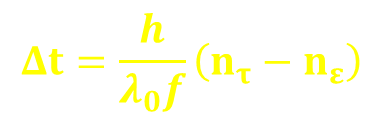 Δt = h / λ₀f (n_τ − n_ε)